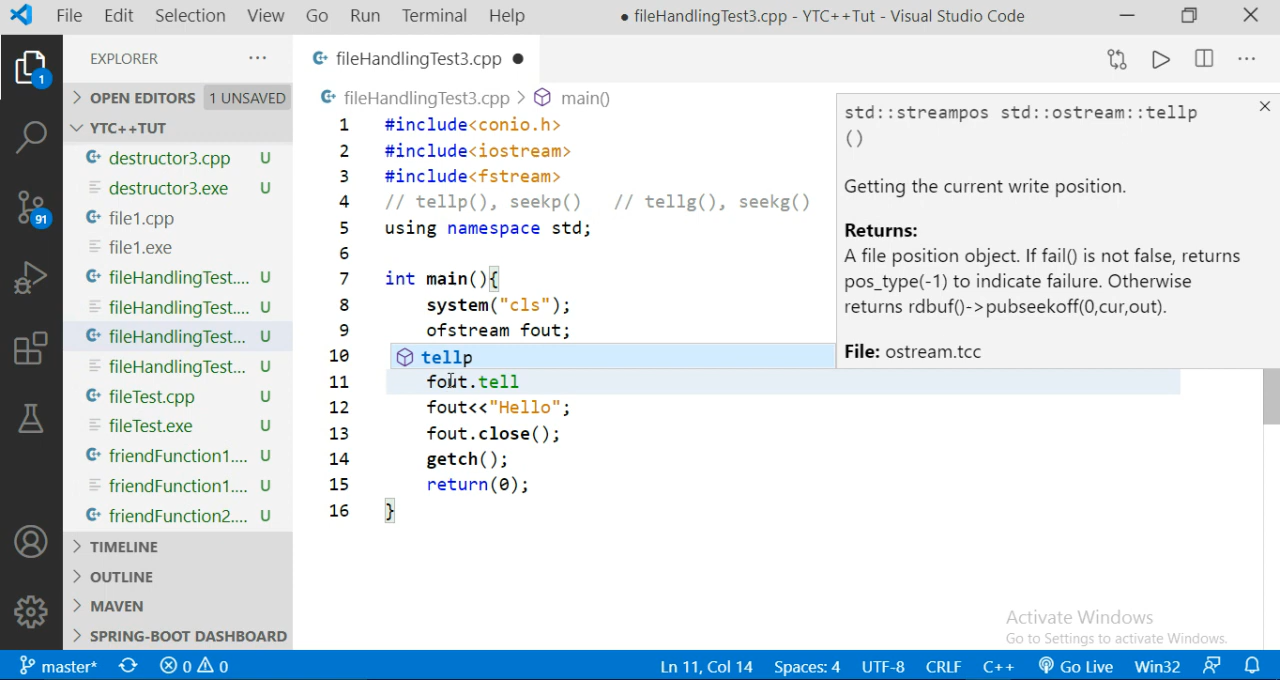 File Edit Selection View Go Run Terminal Help ● fileHandlingTest3.cpp - YTC++Tut - Visual Studio Code
EXPLORER ···
fileHandlingTest3.cpp ●
OPEN EDITORS 1 UNSAVED
fileHandlingTest3.cpp > main()
YTC++TUT
destructor3.cpp U
destructor3.exe U
file1.cpp
file1.exe
fileHandlingTest.... U
fileHandlingTest.... U
fileHandlingTest... U
fileHandlingTest... U
fileTest.cpp U
fileTest.exe U
friendFunction1.... U
friendFunction1.... U
friendFunction2.... U
TIMELINE
OUTLINE
MAVEN
SPRING-BOOT DASHBOARD
1
91
1 #include<conio.h>
2 #include<iostream>
3 #include<fstream>
4 // tellp(), seekp() // tellg(), seekg()
5 using namespace std;
6
7 int main(){
8 system("cls");
9 ofstream fout;
10 tellp
11 fout.tell
12 fout<<"Hello";
13 fout.close();
14 getch();
15 return(0);
16 }
std::streampos std::ostream::tellp
()
Getting the current write position.
Returns:
A file position object. If fail() is not false, returns
pos_type(-1) to indicate failure. Otherwise
returns rdbuf()->pubseekoff(0,cur,out).
File: ostream.tcc
Activate Windows
Go to Settings to activate Windows.
master* 0 0 Ln 11, Col 14 Spaces: 4 UTF-8 CRLF C++ Go Live Win32